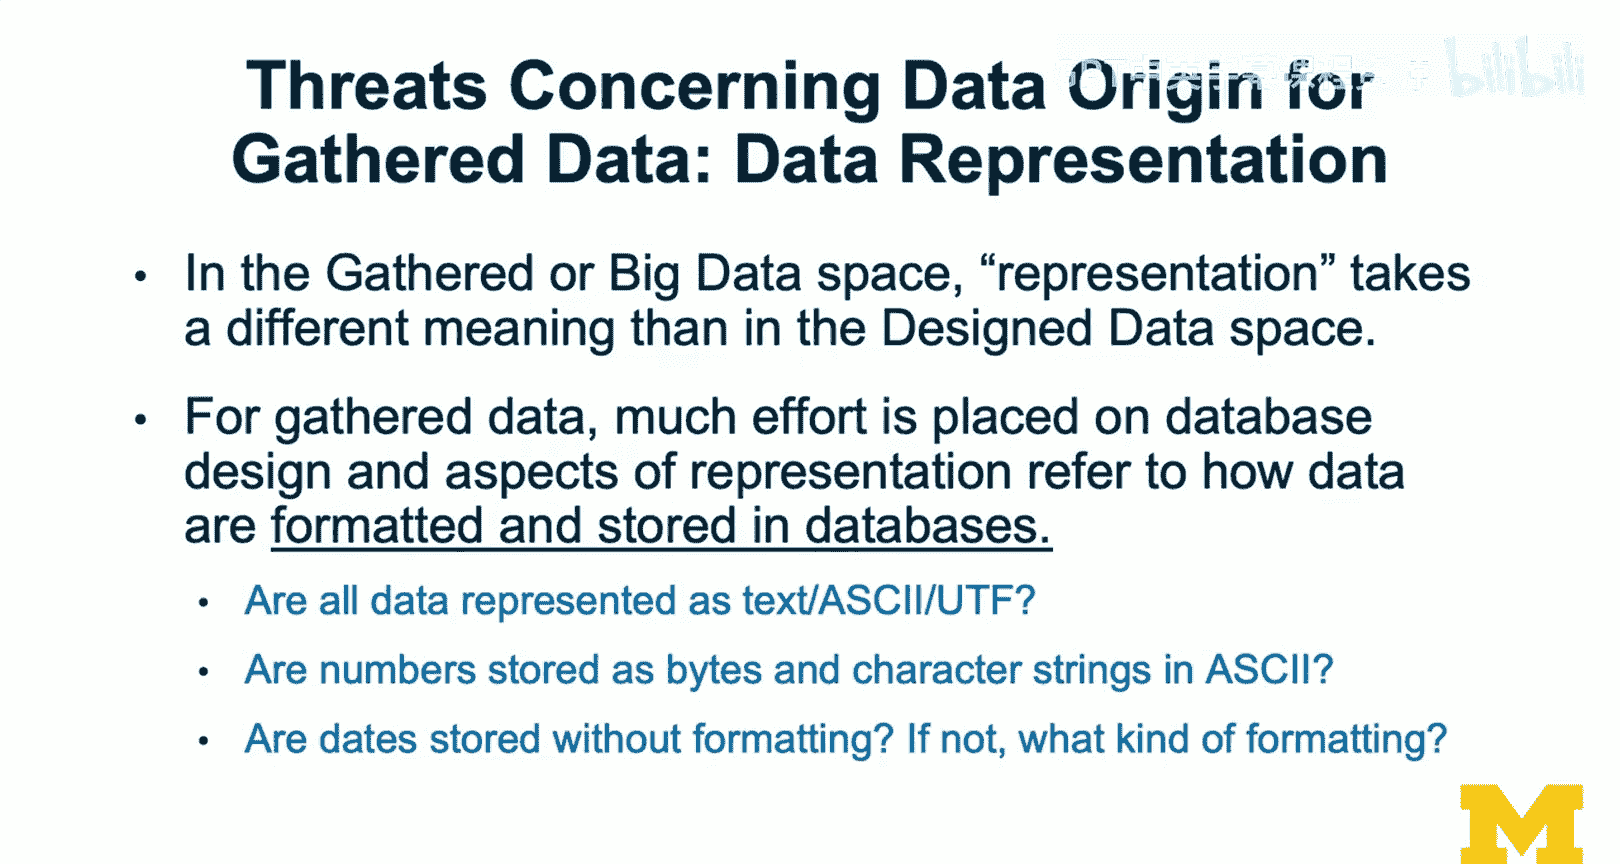 Threats Concerning Data Origin for
Gathered Data: Data Representation
• In the Gathered or Big Data space, “representation” takes
a different meaning than in the Designed Data space.
• For gathered data, much effort is placed on database
design and aspects of representation refer to how data
are formatted and stored in databases.
• Are all data represented as text/ASCII/UTF?
• Are numbers stored as bytes and character strings in ASCII?
• Are dates stored without formatting? If not, what kind of formatting?
bilibili
M